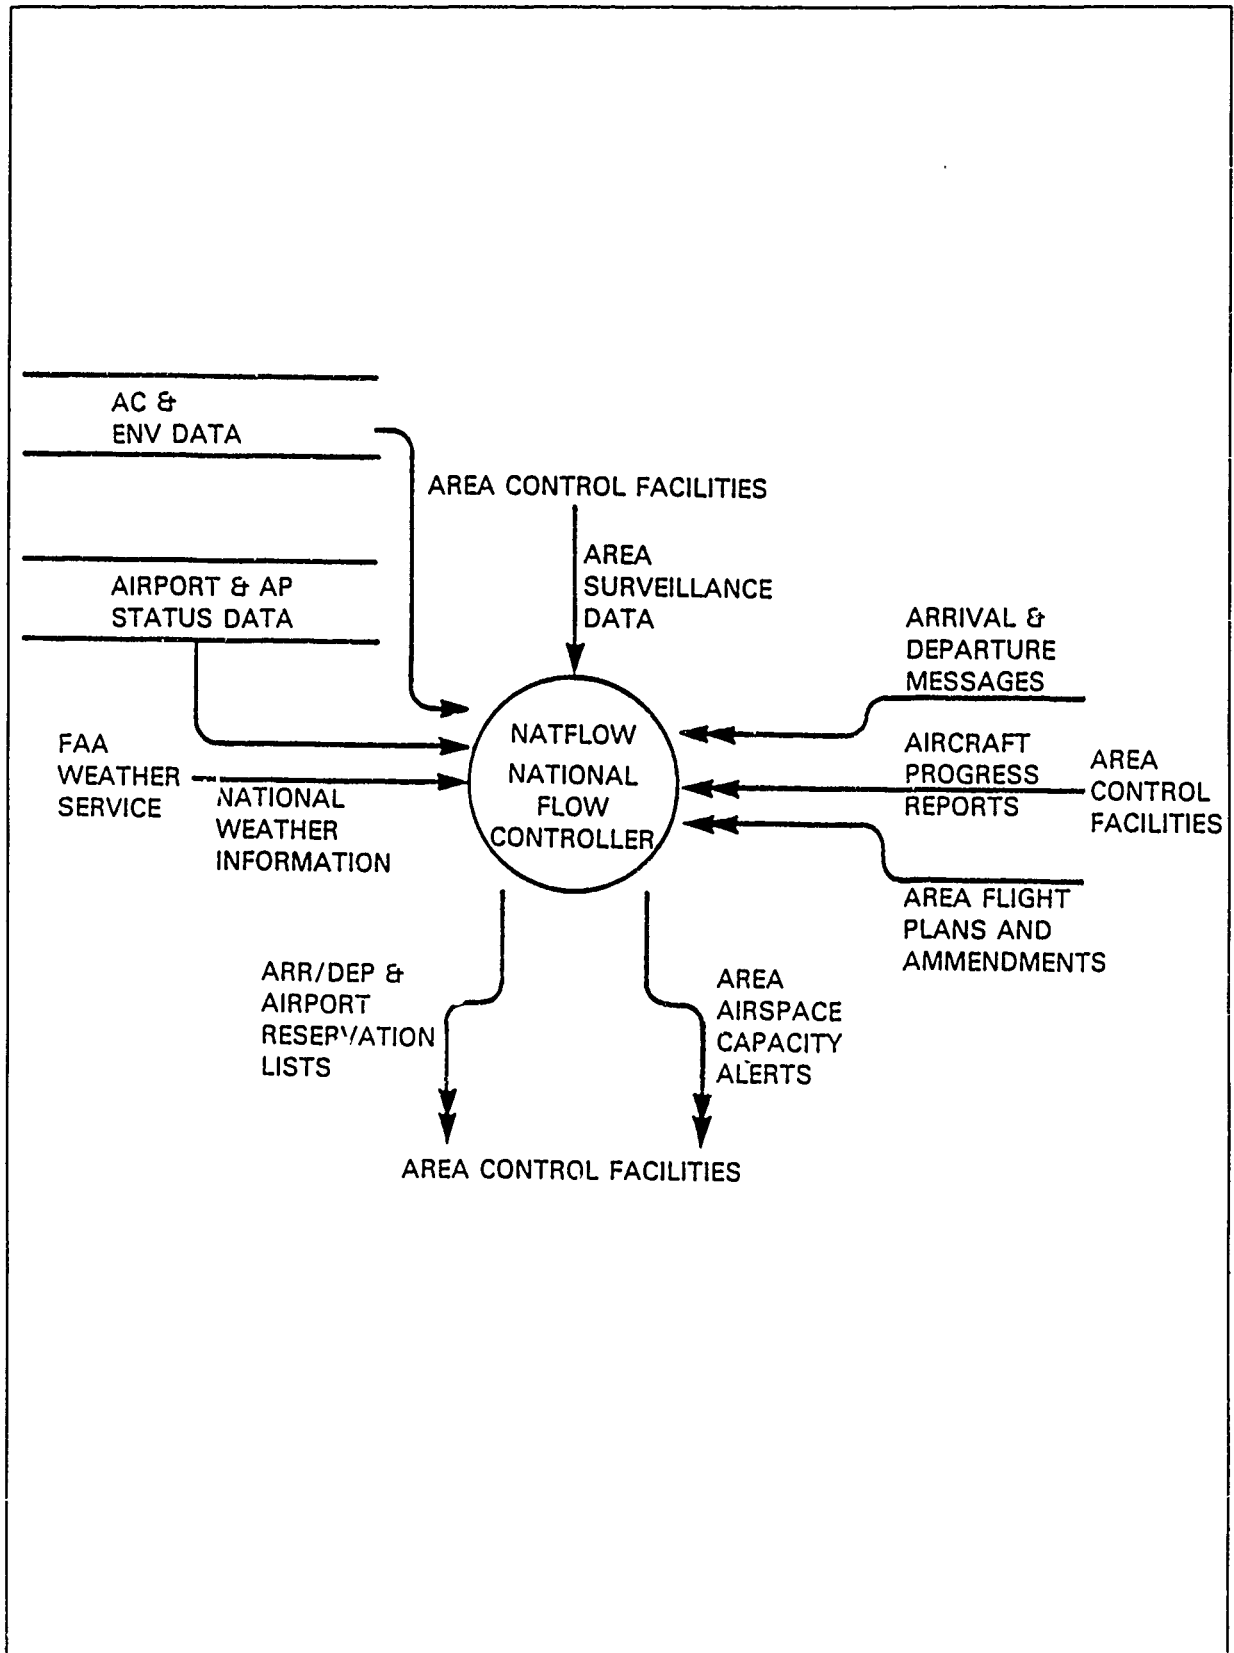 AC &
ENV DATA
AREA CONTROL FACILITIES
AREA
SURVEILLANCE
DATA
AIRPORT & AP
STATUS DATA
ARRIVAL &
DEPARTURE
MESSAGES
FAA
WEATHER
SERVICE
NATIONAL
WEATHER
INFORMATION
NATFLOW
NATIONAL
FLOW
CONTROLLER
AIRCRAFT
PROGRESS
REPORTS
AREA
CONTROL
FACILITIES
AREA FLIGHT
PLANS AND
AMMENDMENTS
ARR/DEP &
AIRPORT
RESERVATION
LISTS
AREA
AIRSPACE
CAPACITY
ALERTS
AREA CONTROL FACILITIES